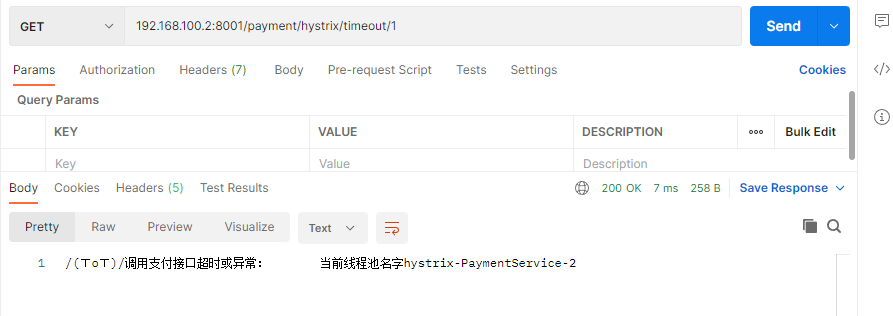 GET 192.168.100.2:8001/payment/hystrix/timeout/1 Send
Params Authorization Headers (7) Body Pre-request Script Tests Settings Cookies
Query Params
KEY VALUE DESCRIPTION ooo Bulk Edit
Key Value Description
Body Cookies Headers (5) Test Results 200 OK 7 ms 258 B Save Response
Pretty Raw Preview Visualize Text
1 /(ㄒoㄒ)/调用支付接口超时或异常: 当前线程池名字hystrix-PaymentService-2